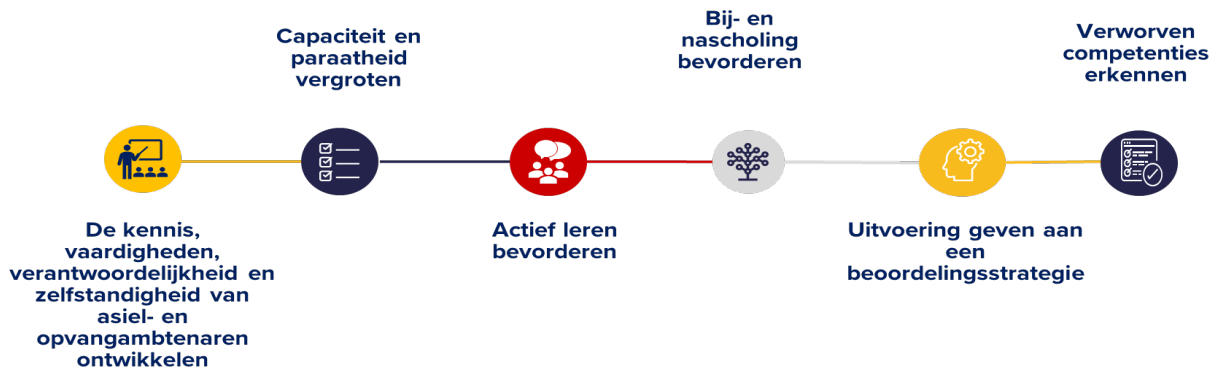 De kennis,
vaardigheden,
verantwoordelijkheid en
zelfstandigheid van
asiel- en
opvangambtenaren
ontwikkelen
Capaciteit en
paraatheid
vergroten
Actief leren
bevorderen
Bij- en
nascholing
bevorderen
Uitvoering geven aan
een
beoordelingsstrategie
Verworven
competenties
erkennen